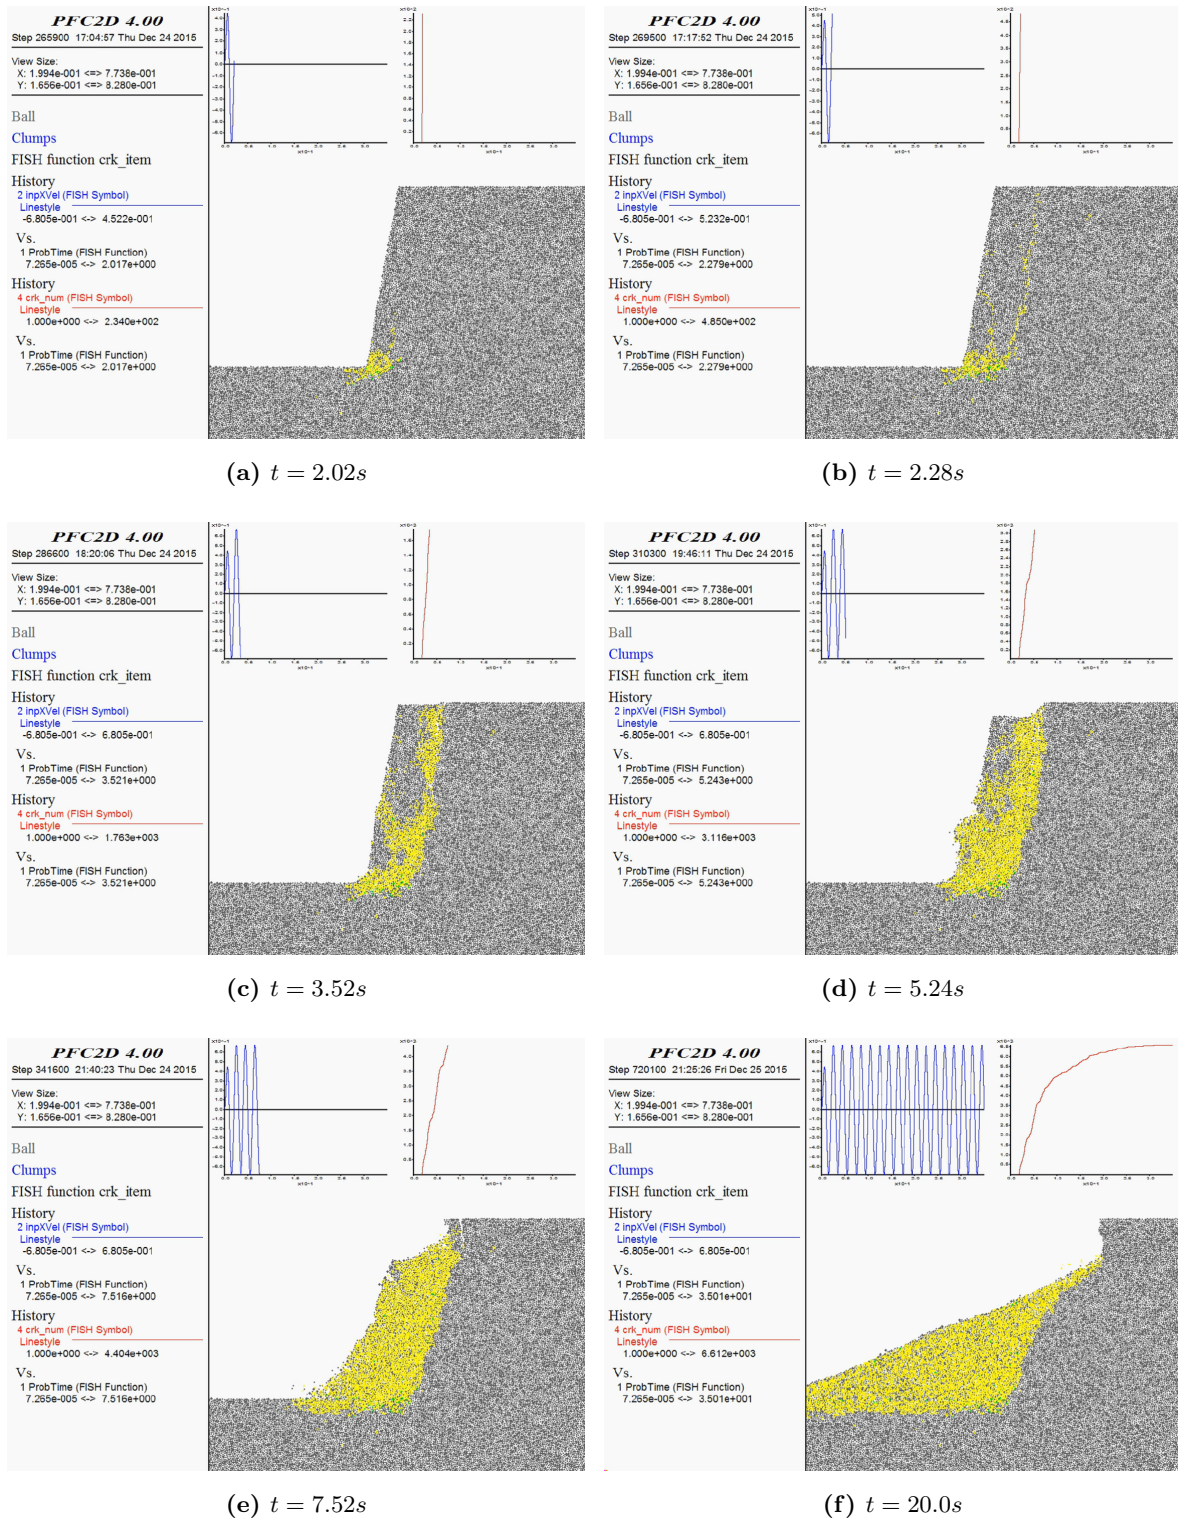 PFC2D 4.00
Step 265900 17:04:57 Thu Dec 24 2015
View Size:
X: 1.994e-001 <=> 7.738e-001
Y: 1.656e-001 <=> 8.280e-001
Ball
Clumps
FISH function crk_item
History
2 inpXVel (FISH Symbol)
Linestyle
-6.805e-001 <-> 4.522e-001
Vs.
1 ProbTime (FISH Function)
7.265e-005 <-> 2.017e+000
History
4 crk_num (FISH Symbol)
Linestyle
1.000e+000 <-> 2.340e+002
Vs.
1 ProbTime (FISH Function)
7.265e-005 <-> 2.017e+000
(a) t = 2.02s
PFC2D 4.00
Step 269500 17:17:52 Thu Dec 24 2015
View Size:
X: 1.994e-001 <=> 7.738e-001
Y: 1.656e-001 <=> 8.280e-001
Ball
Clumps
FISH function crk_item
History
2 inpXVel (FISH Symbol)
Linestyle
-6.805e-001 <-> 5.232e-001
Vs.
1 ProbTime (FISH Function)
7.265e-005 <-> 2.279e+000
History
4 crk_num (FISH Symbol)
Linestyle
1.000e+000 <-> 4.850e+002
Vs.
1 ProbTime (FISH Function)
7.265e-005 <-> 2.279e+000
(b) t = 2.28s
PFC2D 4.00
Step 286600 18:20:06 Thu Dec 24 2015
View Size:
X: 1.994e-001 <=> 7.738e-001
Y: 1.656e-001 <=> 8.280e-001
Ball
Clumps
FISH function crk_item
History
2 inpXVel (FISH Symbol)
Linestyle
-6.805e-001 <-> 6.805e-001
Vs.
1 ProbTime (FISH Function)
7.265e-005 <-> 3.521e+000
History
4 crk_num (FISH Symbol)
Linestyle
1.000e+000 <-> 1.763e+003
Vs.
1 ProbTime (FISH Function)
7.265e-005 <-> 3.521e+000
(c) t = 3.52s
PFC2D 4.00
Step 310300 19:46:11 Thu Dec 24 2015
View Size:
X: 1.994e-001 <=> 7.738e-001
Y: 1.656e-001 <=> 8.280e-001
Ball
Clumps
FISH function crk_item
History
2 inpXVel (FISH Symbol)
Linestyle
-6.805e-001 <-> 6.805e-001
Vs.
1 ProbTime (FISH Function)
7.265e-005 <-> 5.243e+000
History
4 crk_num (FISH Symbol)
Linestyle
1.000e+000 <-> 3.116e+003
Vs.
1 ProbTime (FISH Function)
7.265e-005 <-> 5.243e+000
(d) t = 5.24s
PFC2D 4.00
Step 341600 21:40:23 Thu Dec 24 2015
View Size:
X: 1.994e-001 <=> 7.738e-001
Y: 1.656e-001 <=> 8.280e-001
Ball
Clumps
FISH function crk_item
History
2 inpXVel (FISH Symbol)
Linestyle
-6.805e-001 <-> 6.805e-001
Vs.
1 ProbTime (FISH Function)
7.265e-005 <-> 7.516e+000
History
4 crk_num (FISH Symbol)
Linestyle
1.000e+000 <-> 4.404e+003
Vs.
1 ProbTime (FISH Function)
7.265e-005 <-> 7.516e+000
(e) t = 7.52s
PFC2D 4.00
Step 720100 21:25:26 Fri Dec 25 2015
View Size:
X: 1.994e-001 <=> 7.738e-001
Y: 1.656e-001 <=> 8.280e-001
Ball
Clumps
FISH function crk_item
History
2 inpXVel (FISH Symbol)
Linestyle
-6.805e-001 <-> 6.805e-001
Vs.
1 ProbTime (FISH Function)
7.265e-005 <-> 3.501e+001
History
4 crk_num (FISH Symbol)
Linestyle
1.000e+000 <-> 6.612e+003
Vs.
1 ProbTime (FISH Function)
7.265e-005 <-> 3.501e+001
(f) t = 20.0s